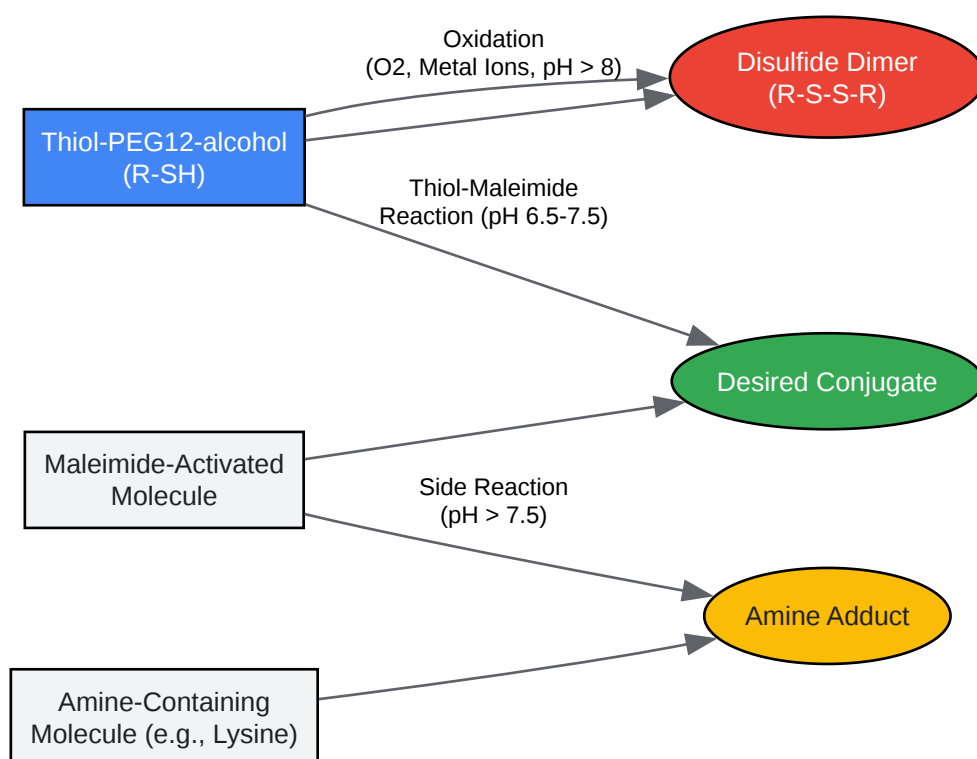 Oxidation
(O2, Metal Ions, pH > 8)
Disulfide Dimer
(R-S-S-R)
Thiol-PEG12-alcohol
(R-SH)
Thiol-Maleimide
Reaction (pH 6.5-7.5)
Desired Conjugate
Maleimide-Activated
Molecule
Side Reaction
(pH > 7.5)
Amine Adduct
Amine-Containing
Molecule (e.g., Lysine)